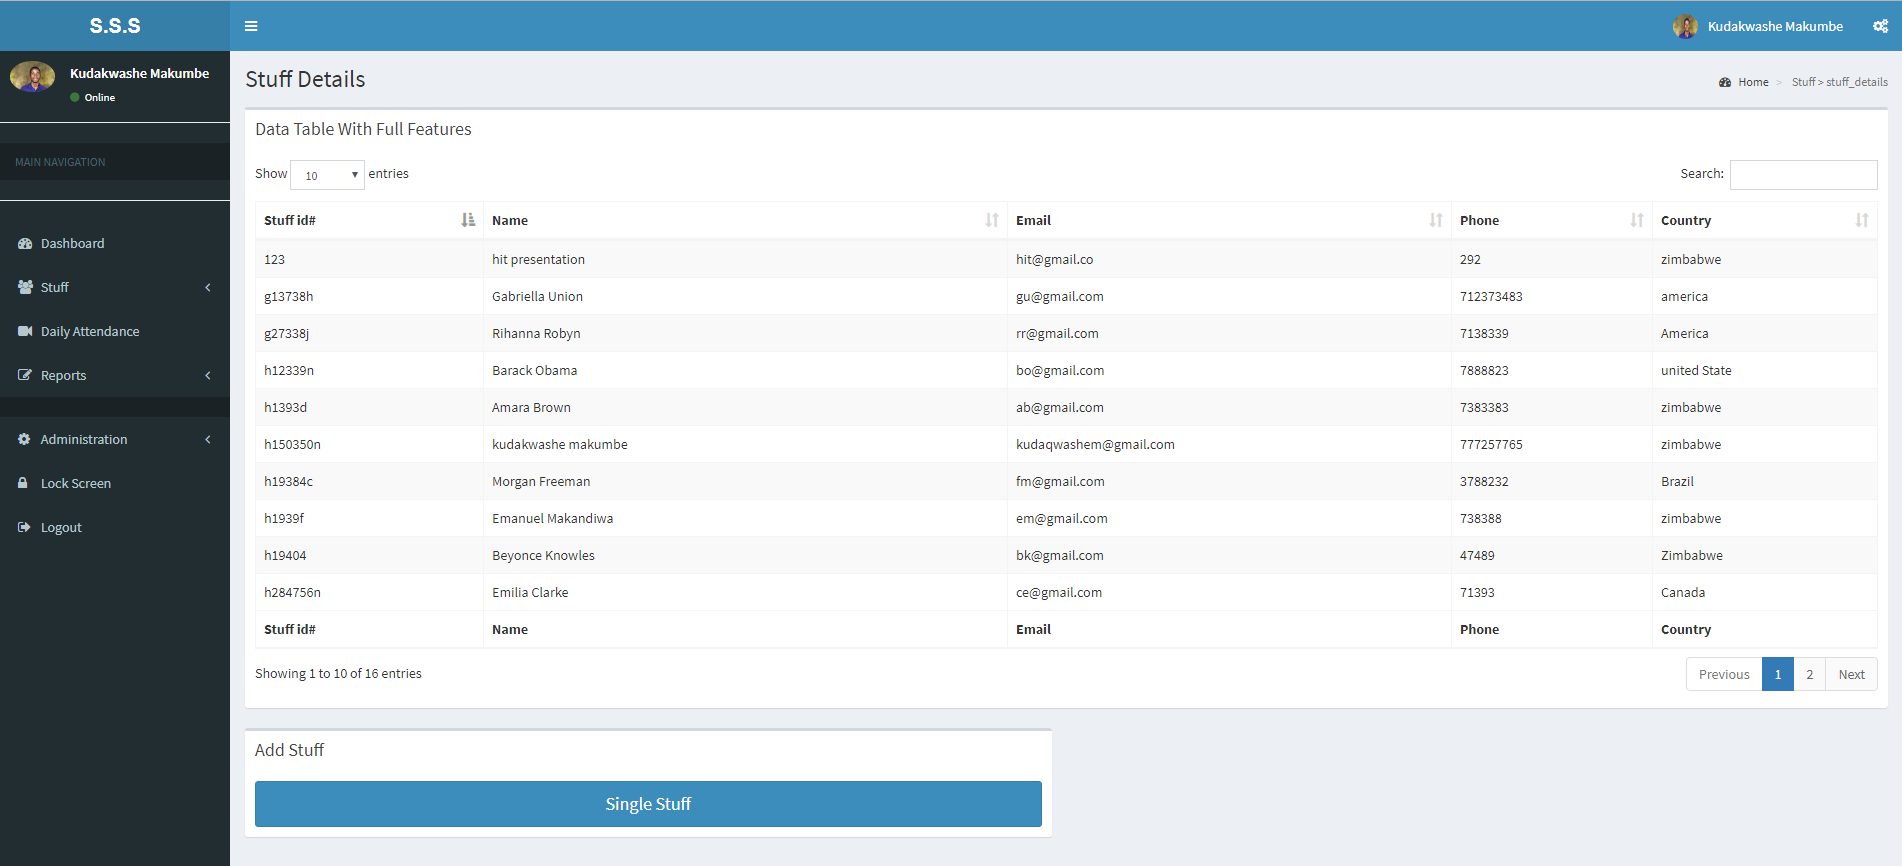 S.S.S
Kudakwashe Makumbe
Kudakwashe Makumbe
Online
MAIN NAVIGATION
Dashboard
Stuff
Daily Attendance
Reports
Administration
Lock Screen
Logout
Stuff Details
Home > Stuff > stuff_details
Data Table With Full Features
Show 10 entries Search:
Stuff id# Name Email Phone Country
123 hit presentation hit@gmail.co 292 zimbabwe
g13738h Gabriella Union gu@gmail.com 712373483 america
g27338j Rihanna Robyn rr@gmail.com 7138339 America
h12339n Barack Obama bo@gmail.com 7888823 united State
h1393d Amara Brown ab@gmail.com 7383383 zimbabwe
h150350n kudakwashe makumbe kudaqwashem@gmail.com 777257765 zimbabwe
h19384c Morgan Freeman fm@gmail.com 3788232 Brazil
h1939f Emanuel Makandiwa em@gmail.com 738388 zimbabwe
h19404 Beyonce Knowles bk@gmail.com 47489 Zimbabwe
h284756n Emilia Clarke ce@gmail.com 71393 Canada
Stuff id# Name Email Phone Country
Showing 1 to 10 of 16 entries Previous 1 2 Next
Add Stuff
Single Stuff